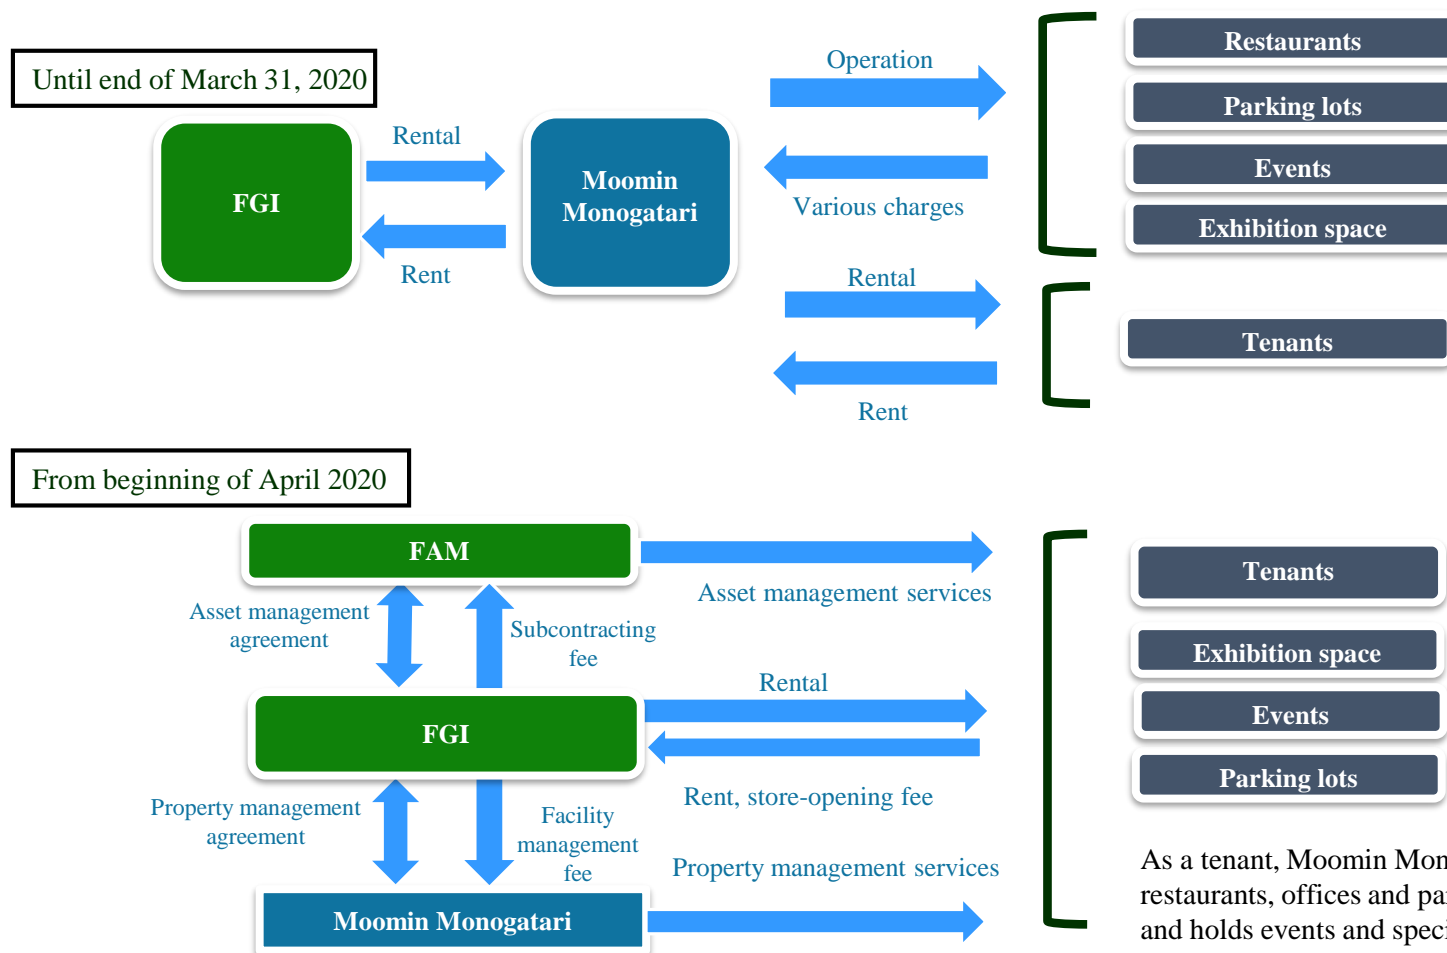 Until end of March 31, 2020
FGI
Rental
Rent
Moomin
Monogatari
Operation
Various charges
Rental
Rent
Restaurants
Parking lots
Events
Exhibition space
Tenants
From beginning of April 2020
FAM
Asset management
agreement
Subcontracting
fee
FGI
Property management
agreement
Facility
management
fee
Moomin Monogatari
Asset management services
Rental
Rent, store-opening fee
Property management services
Tenants
Exhibition space
Events
Parking lots
As a tenant, Moomin
restaurants, offices and
and holds events and